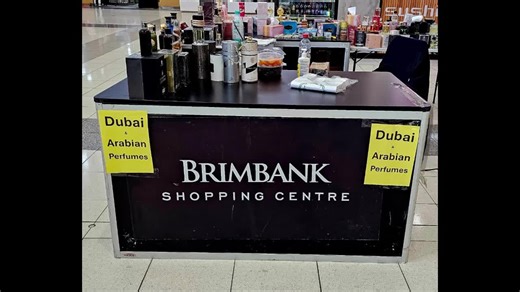 Dubai
&
Arabian
Perfumes
BRIMBANK
SHOPPING CENTRE
Dubai
&
Arabian
Perfumes